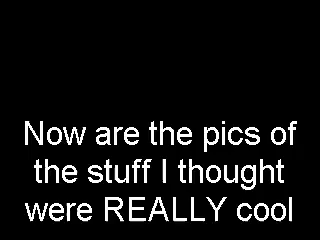 Now are the pics of
the stuff I thought
were REALLY cool